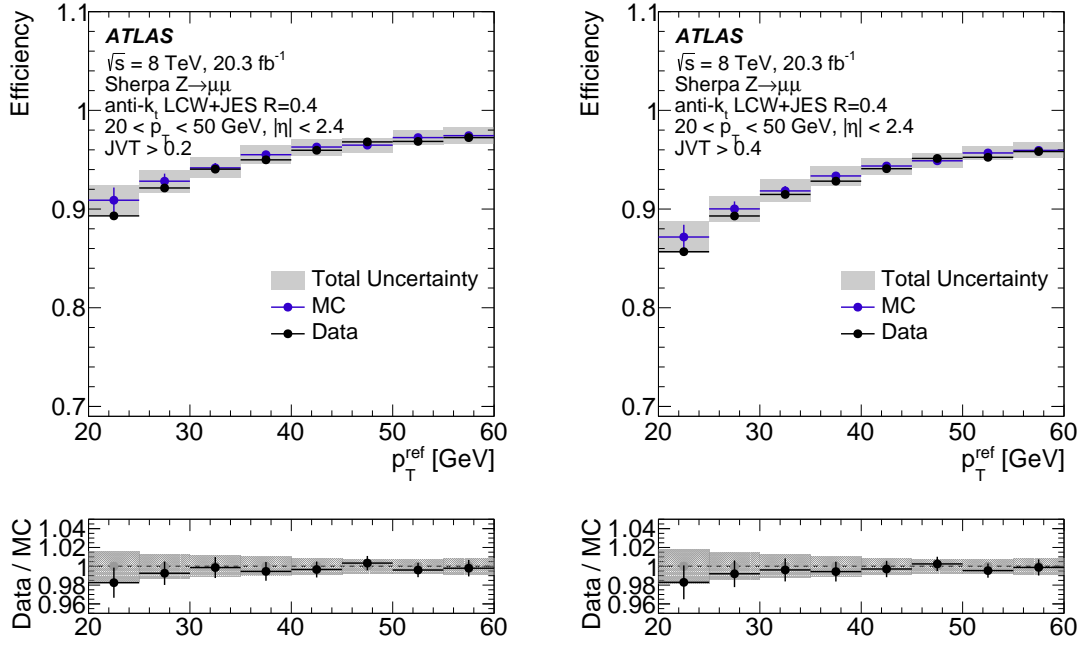 Efficiency
1.1
1
0.9
0.8
0.7
ATLAS
√s = 8 TeV, 20.3 fb⁻¹
Sherpa Z→μμ
anti-kₜ LCW+JES R=0.4
20 < p_T < 50 GeV, |η| < 2.4
JVT > 0.2
Total Uncertainty
MC
Data
20 30 40 50 60
p_T^ref [GeV]
Data / MC
1.04
1.02
1
0.98
0.96
20 30 40 50 60
Efficiency
1.1
1
0.9
0.8
0.7
ATLAS
√s = 8 TeV, 20.3 fb⁻¹
Sherpa Z→μμ
anti-kₜ LCW+JES R=0.4
20 < p_T < 50 GeV, |η| < 2.4
JVT > 0.4
Total Uncertainty
MC
Data
20 30 40 50 60
p_T^ref [GeV]
Data / MC
1.04
1.02
1
0.98
0.96
20 30 40 50 60